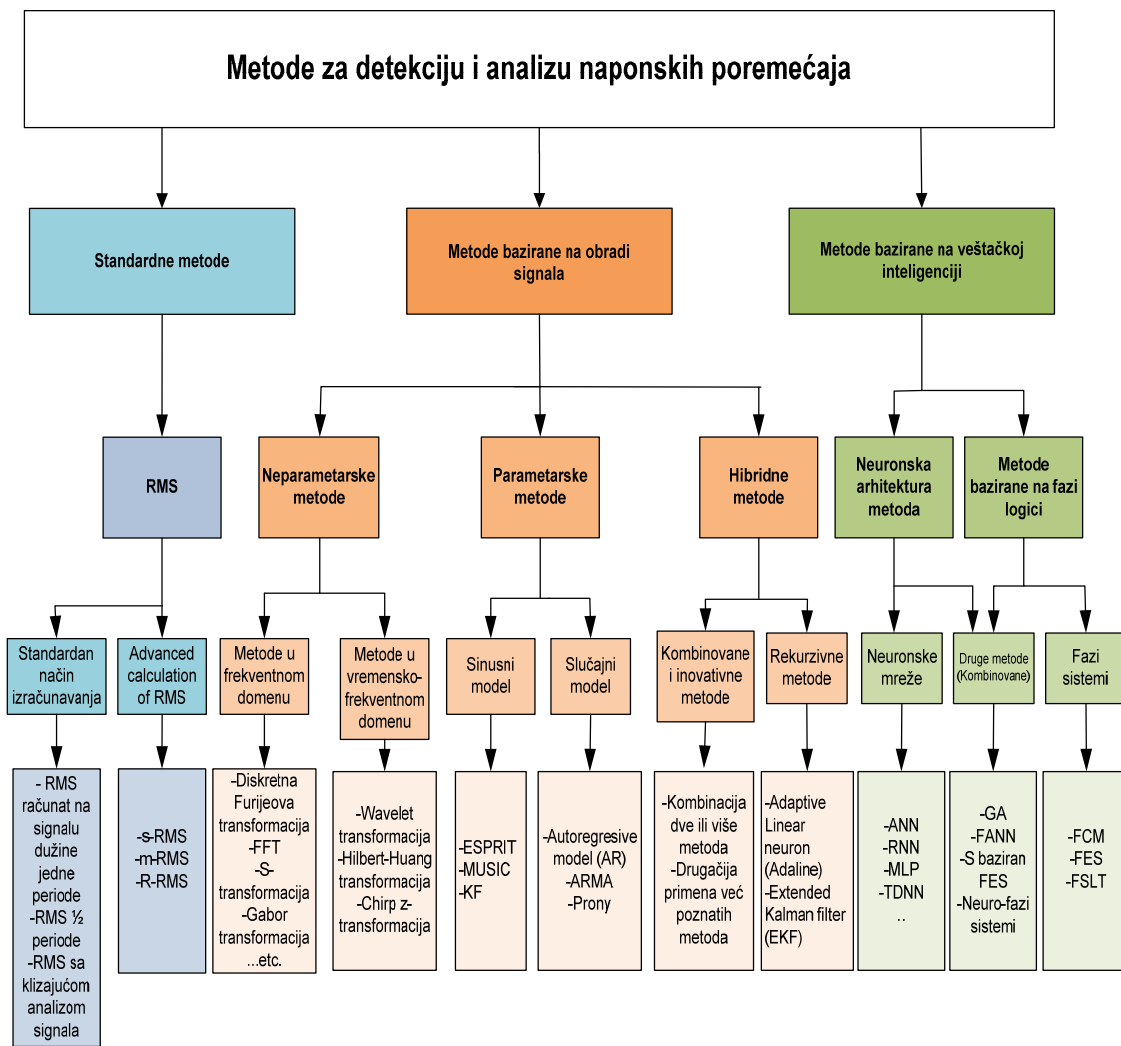 Metode za detekciju i analizu naponskih poremećaja
Standardne metode
Metode bazirane na obradi
signala
Metode bazirane na veštačkoj
inteligenciji
RMS
Neparametarske
metode
Parametarske
metode
Hibridne
metode
Neuronska
arhitektura
metoda
Metode
bazirane na fazi
logici
Standardan
način
izračunavanja
Advanced
calculation
of RMS
Metode u
frekventnom
domenu
Metode u
vremensko-
frekventnom
domenu
Sinusni
model
Slučajni
model
Kombinovane
i inovativne
metode
Rekurzivne
metode
Neuronske
mreže
Druge metode
(Kombinovane)
Fazi
sistemi
- RMS
računat na
signalu
dužine
jedne
periode
-RMS ½
periode
-RMS sa
klizajućom
analizom
signala
-s-RMS
-m-RMS
-R-RMS
-Diskretna
Furijeova
transformacija
-FFT
-S-
transformacija
-Gabor
transformacija
...etc.
-Wavelet
transformacija
-Hilbert-Huang
transformacija
-Chirp z-
transformacija
-ESPRIT
-MUSIC
-KF
-Autoregresive
model (AR)
-ARMA
-Prony
-Kombinacija
dve ili više
metoda
-Drugačija
primena već
poznatih
metoda
-Adaptive
Linear
neuron
(Adaline)
-Extended
Kalman filter
(EKF)
-ANN
-RNN
-MLP
-TDNN
..
-GA
-FANN
-S baziran
FES
-Neuro-fazi
sistemi
-FCM
-FES
-FSLT